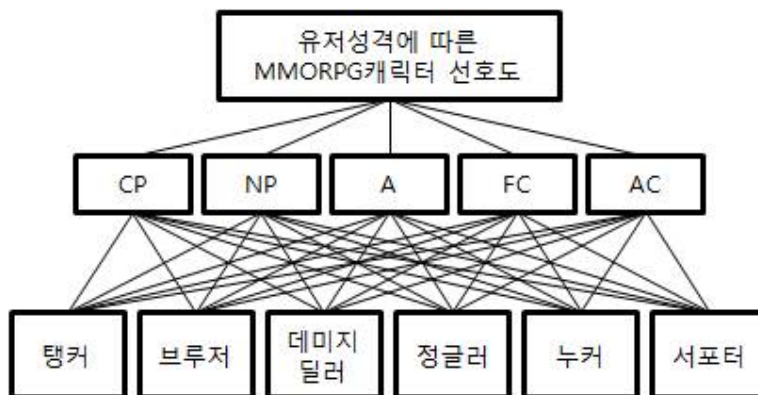 유저성격에 따른
MMORPG캐릭터 선호도
CP
NP
A
FC
AC
탱커
브루저
데미지
딜러
정글러
누커
서포터